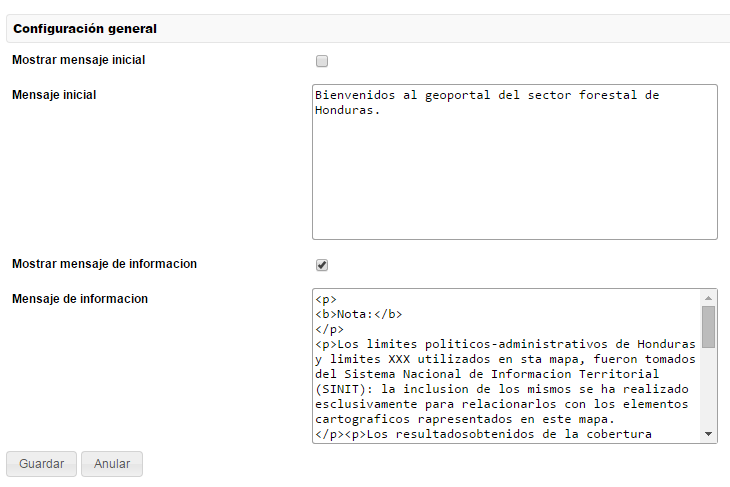 Configuración general
Mostrar mensaje inicial
Mensaje inicial
Bienvenidos al geoportal del sector forestal de
Honduras.
Mostrar mensaje de informacion
Mensaje de informacion
<p>
<b>Nota:</b>
</p>
<p>Los limites politicos-administrativos de Honduras
y limites XXX utilizados en sta mapa, fueron tomados
del Sistema Nacional de Informacion Territorial
(SINIT): la inclusion de los mismos se ha realizado
esclusivamente para relacionarlos con los elementos
cartograficos rapresentados en este mapa.
</p><p>Los resultadosobtenidos de la cobertura
Guardar Anular